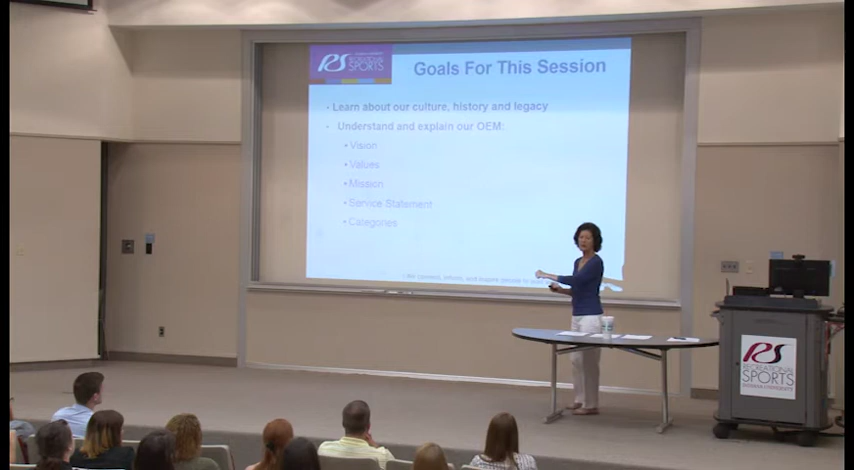 RS
RECREATIONAL
SPORTS
Goals For This Session
• Learn about our culture, history and legacy
• Understand and explain our OEM:
• Vision
• Values
• Mission
• Service Statement
• Categories
RS
RECREATIONAL
SPORTS